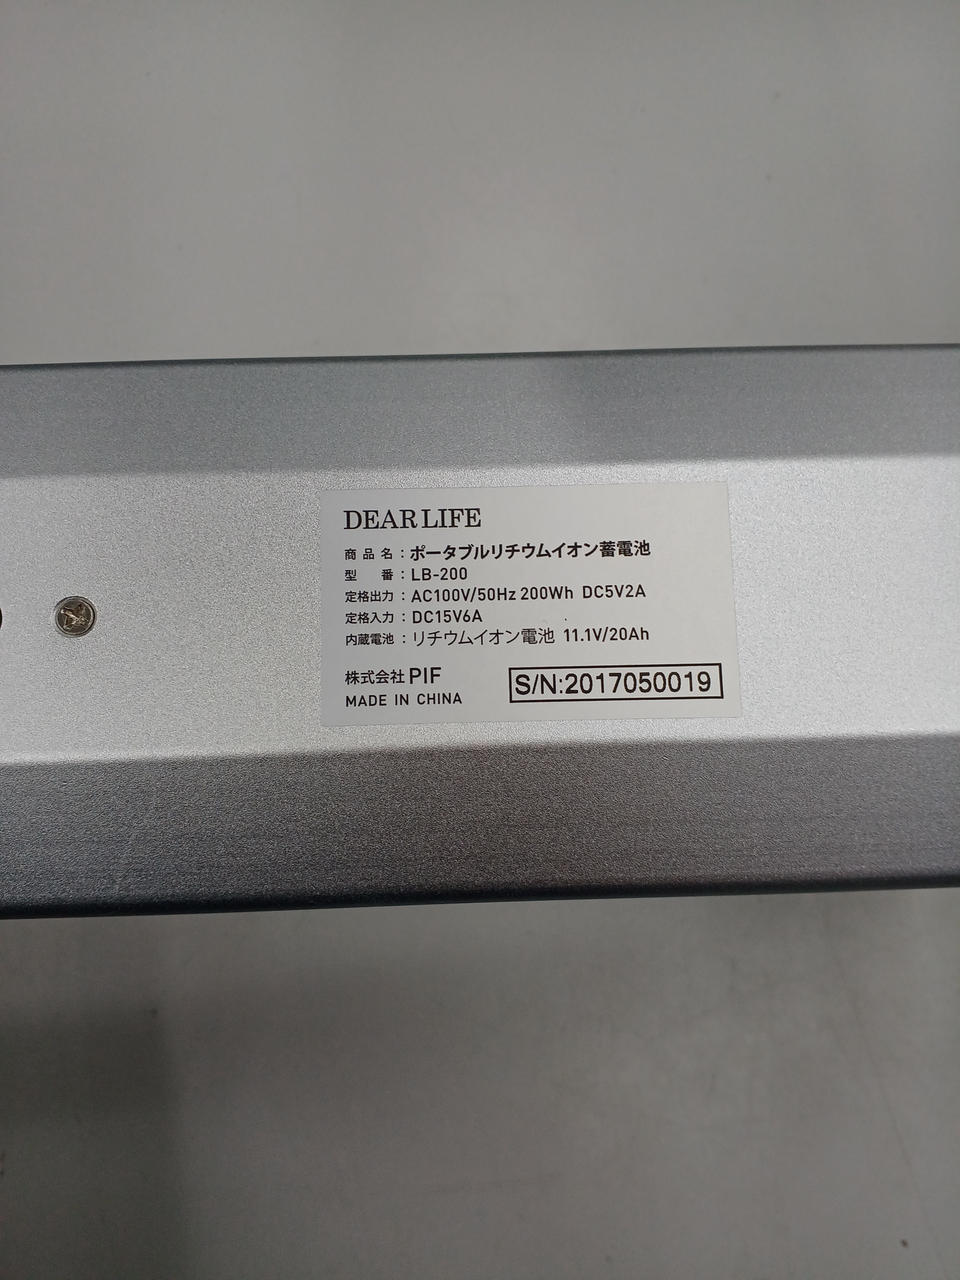 DEAR LIFE
商品名：ポータブルリチウムイオン蓄電池
型　番：LB-200
定格出力：AC100V/50Hz 200Wh DC5V2A
定格入力：DC15V6A
内蔵電池：リチウムイオン電池 11.1V/20Ah
株式会社 PIF
MADE IN CHINA
S/N:2017050019